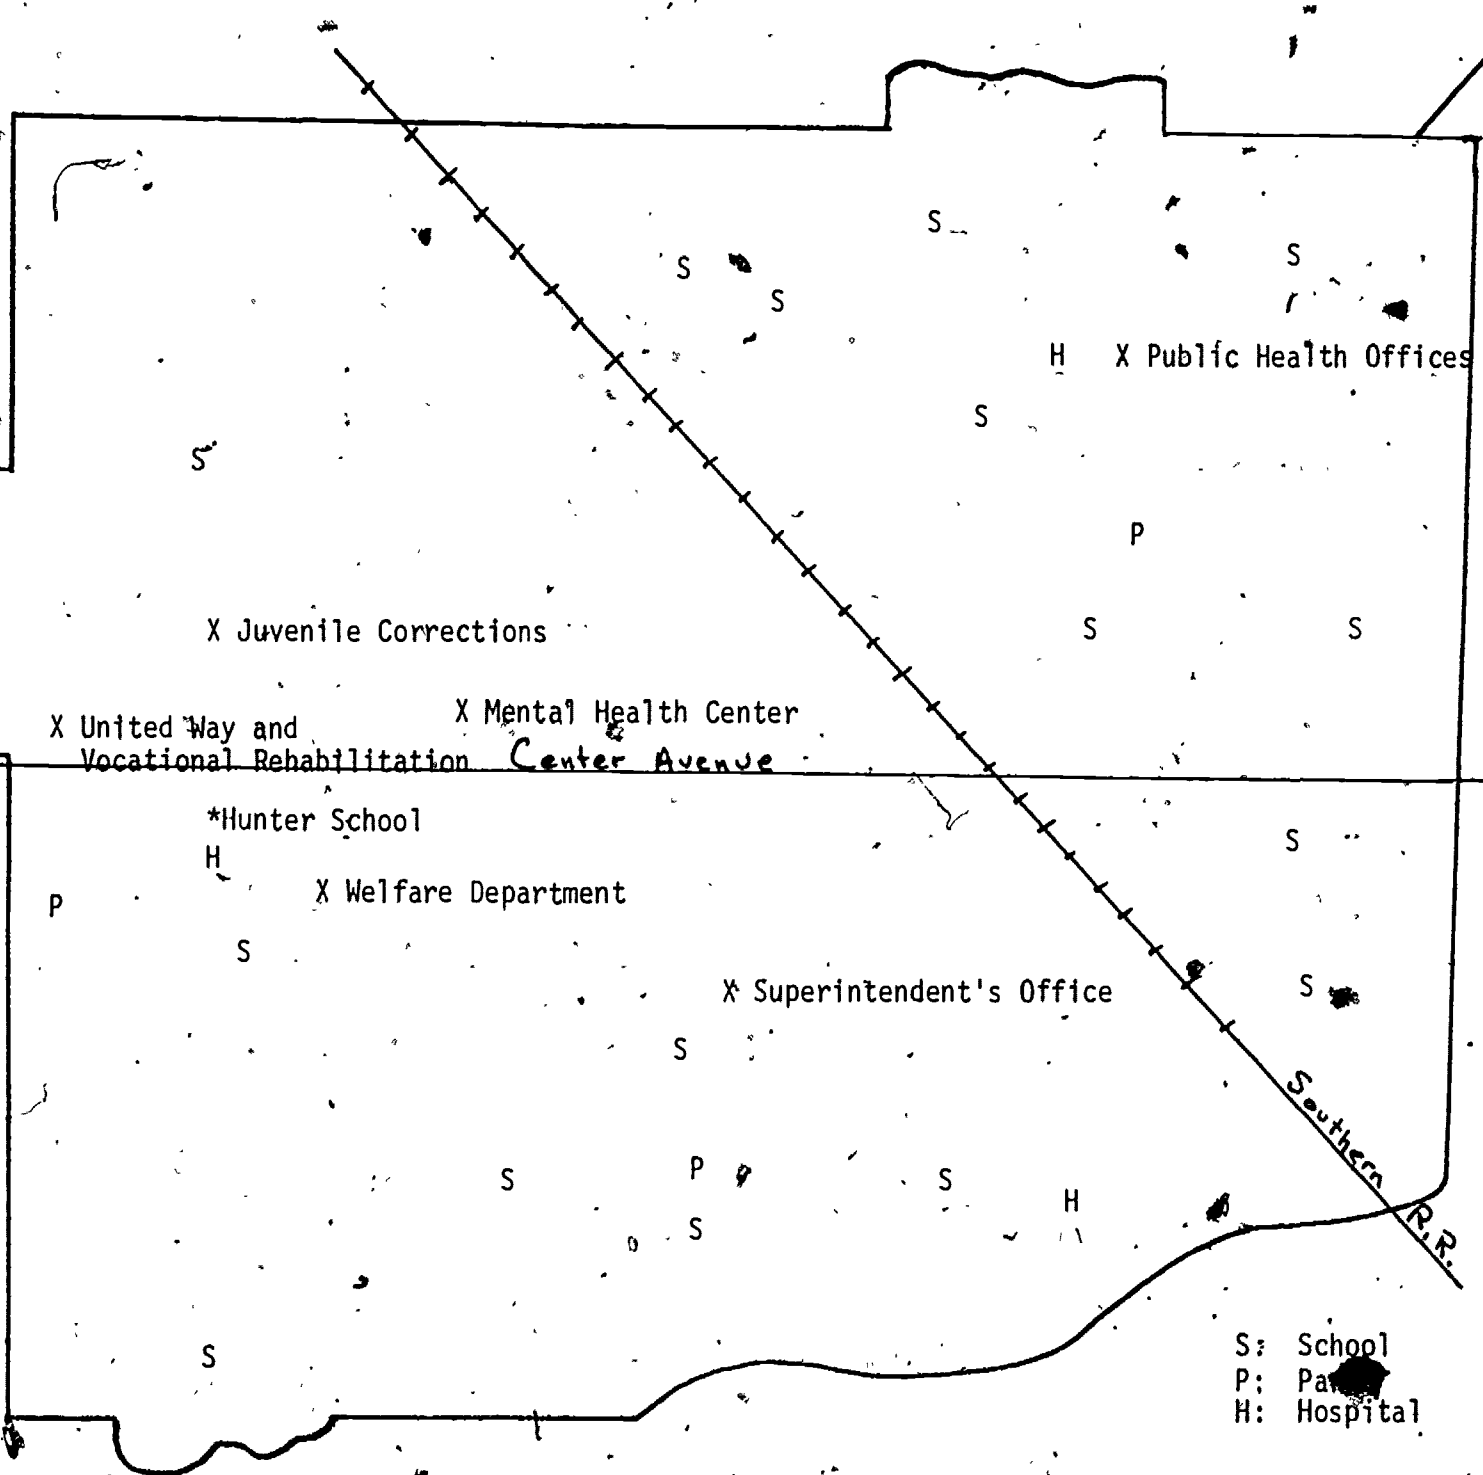 S
S
S
S
H X Public Health Offices
S
S
P
X Juvenile Corrections
S
S
X Mental Health Center
X United Way and
Vocational Rehabilitation
Center Avenue
*Hunter School
S
H
X Welfare Department
P
S
S
X Superintendent's Office
S
Southern
R.R.
S
P
S
H
S
S
S: School
P:
H: Hospital